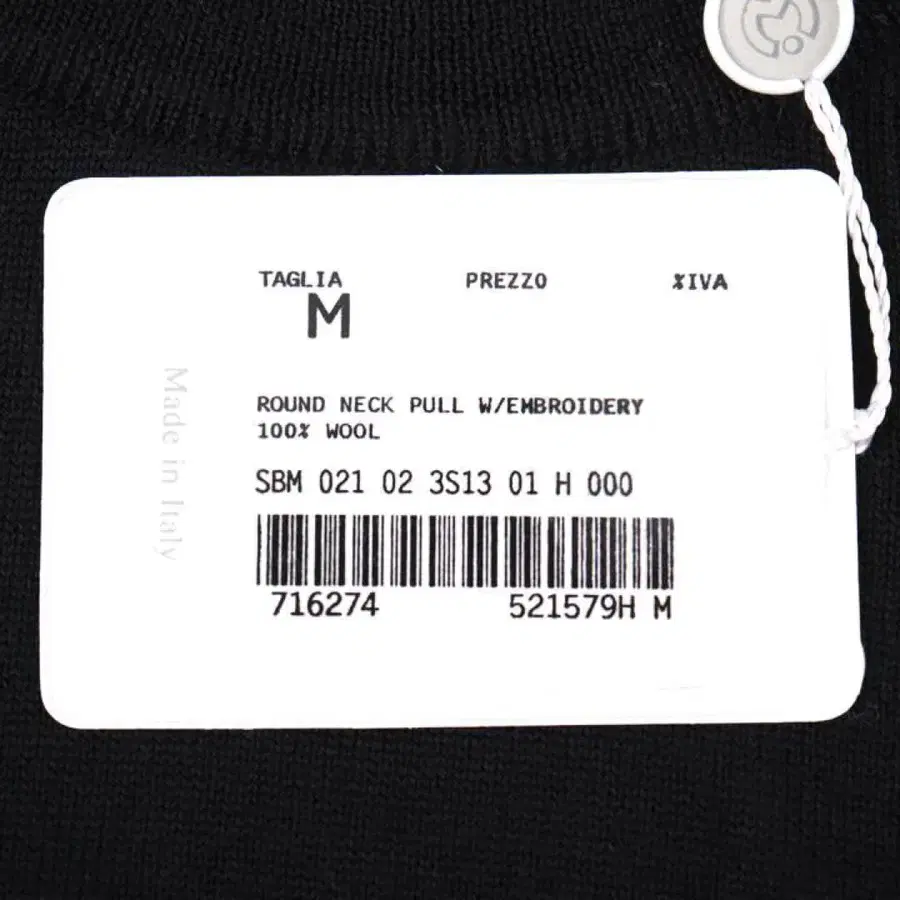 TAGLIA PREZZO %IVA
M
Made in Italy
ROUND NECK PULL W/EMBROIDERY
100% WOOL
SBM 021 02 3S13 01 H 000
716274 521579H M